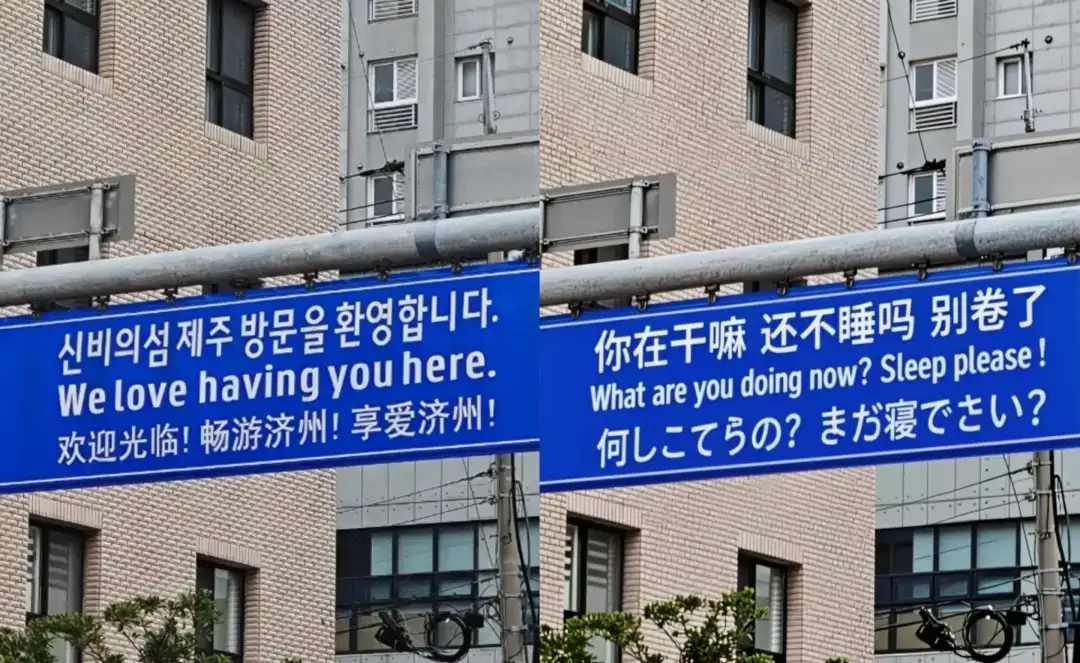 신비의섬 제주 방문을 환영합니다.
We love having you here.
欢迎光临! 畅游济州! 享爱济州!
你在干嘛 还不睡吗 别卷了
What are you doing now? Sleep please!
何しこてらの? まだ寝でさい?